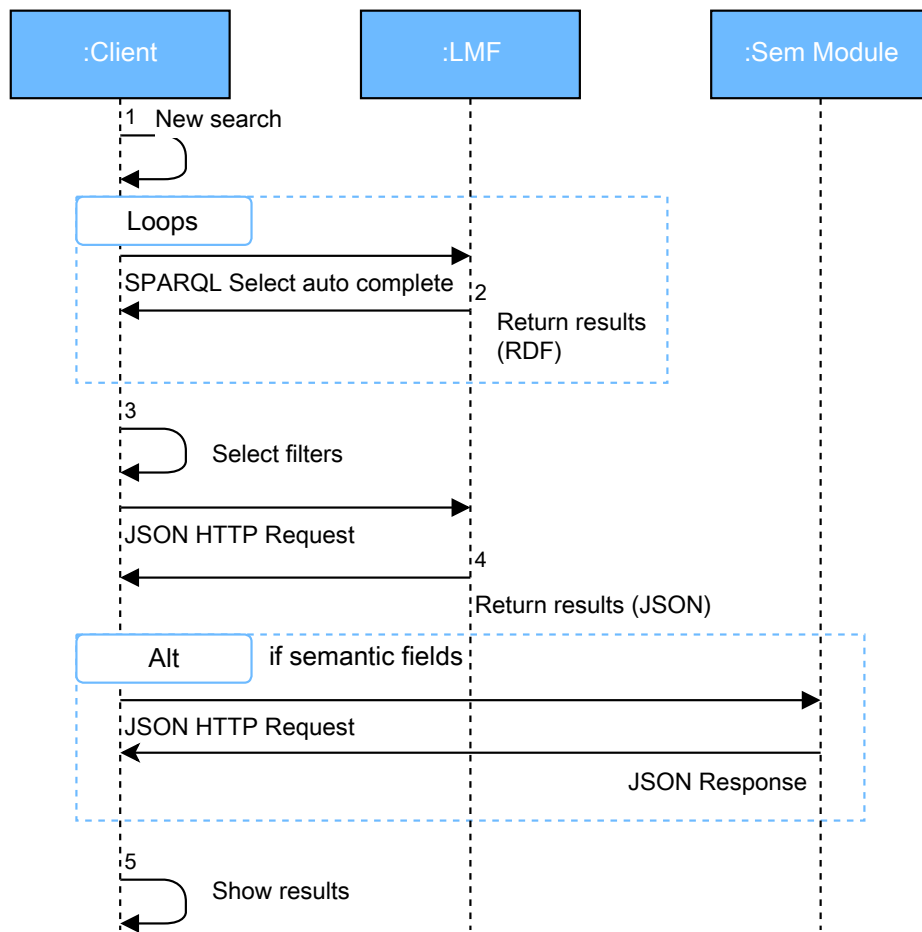 :Client
:LMF
:Sem Module
1
New search
Loops
SPARQL Select auto complete
2
Return results
(RDF)
3
Select filters
JSON HTTP Request
4
Return results (JSON)
Alt
if semantic fields
JSON HTTP Request
JSON Response
5
Show results